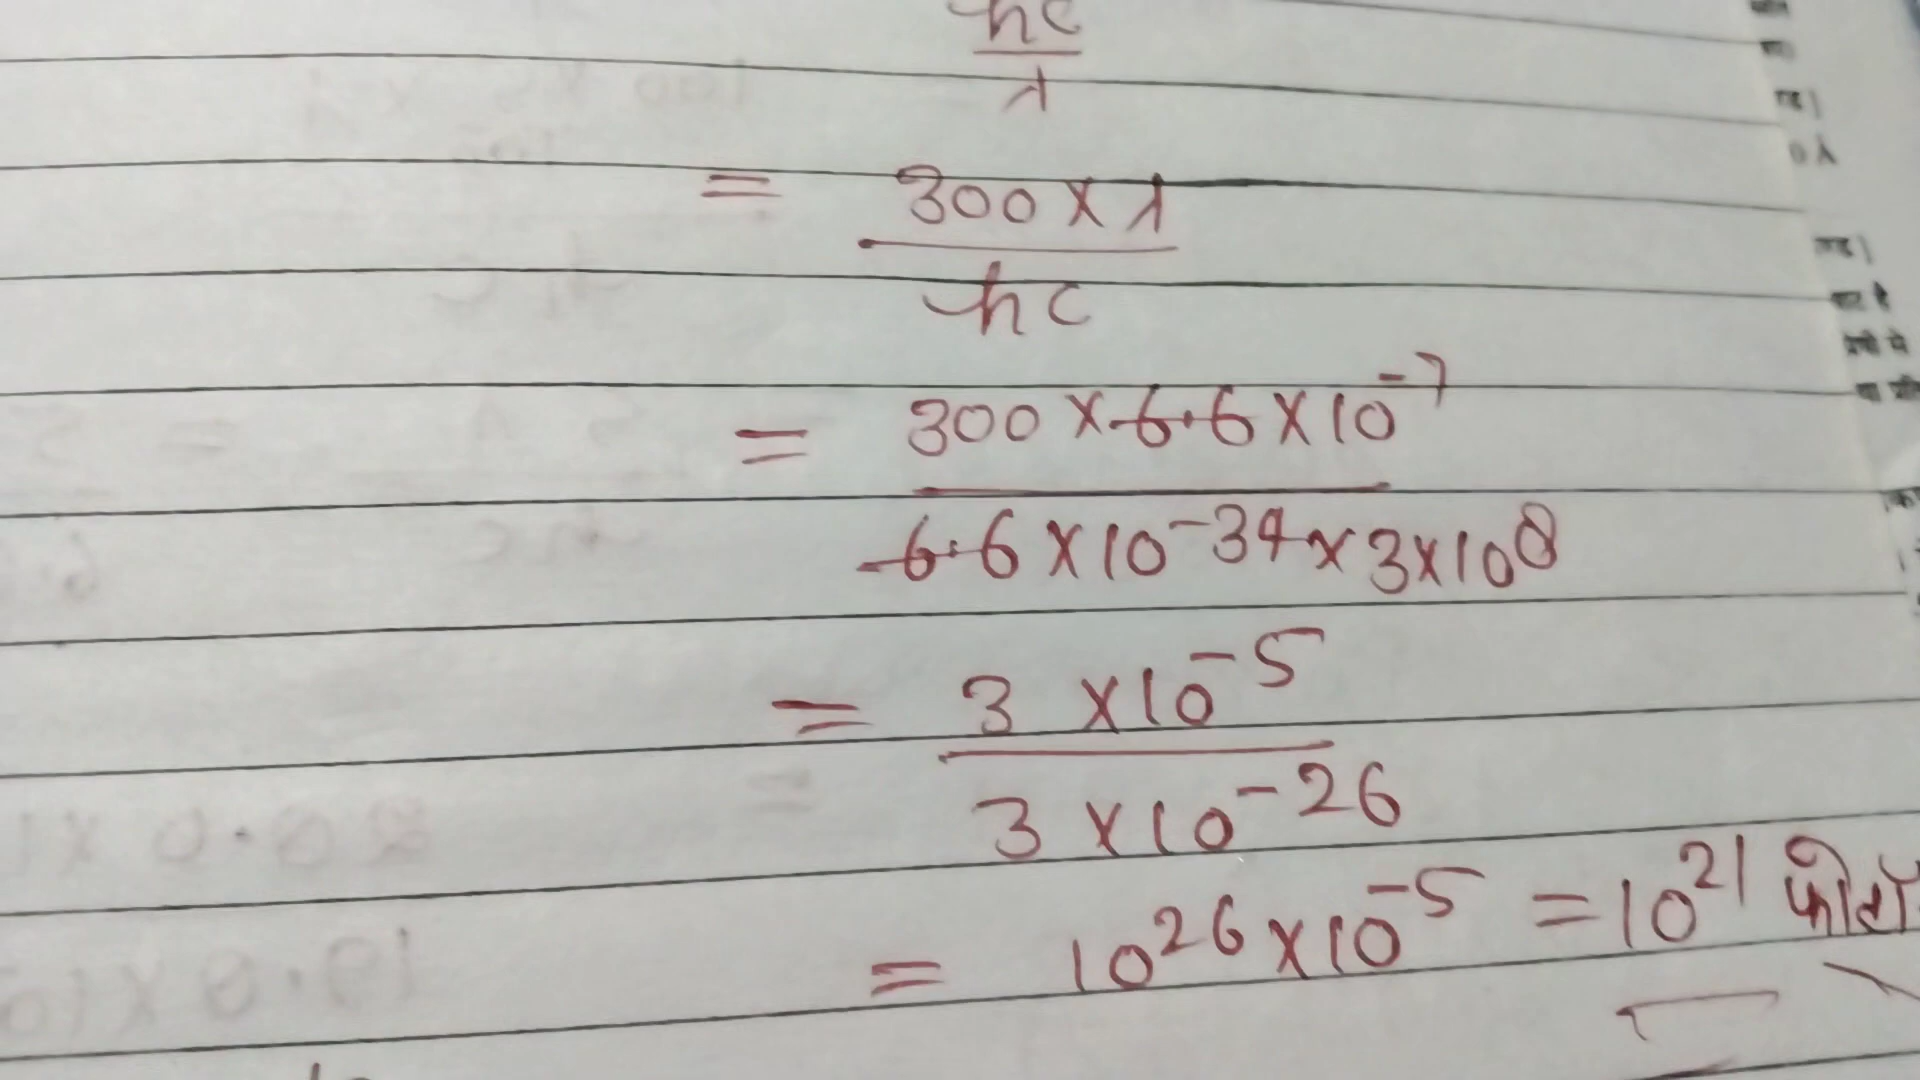 hc
λ
= 300 × λ
hc
= 300 × 6.6 × 10⁻⁷
6.6 × 10⁻³⁴ × 3 × 10⁸
= 3 × 10⁻⁵
3 × 10⁻²⁶
= 10²⁶ × 10⁻⁵ = 10²¹